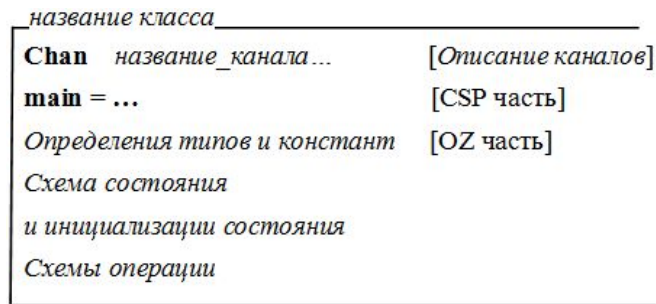 название класса
Chan название_канала... [Описание каналов]
main = ... [CSP часть]
Определения типов и констант [OZ часть]
Схема состояния
и инициализации состояния
Схемы операции